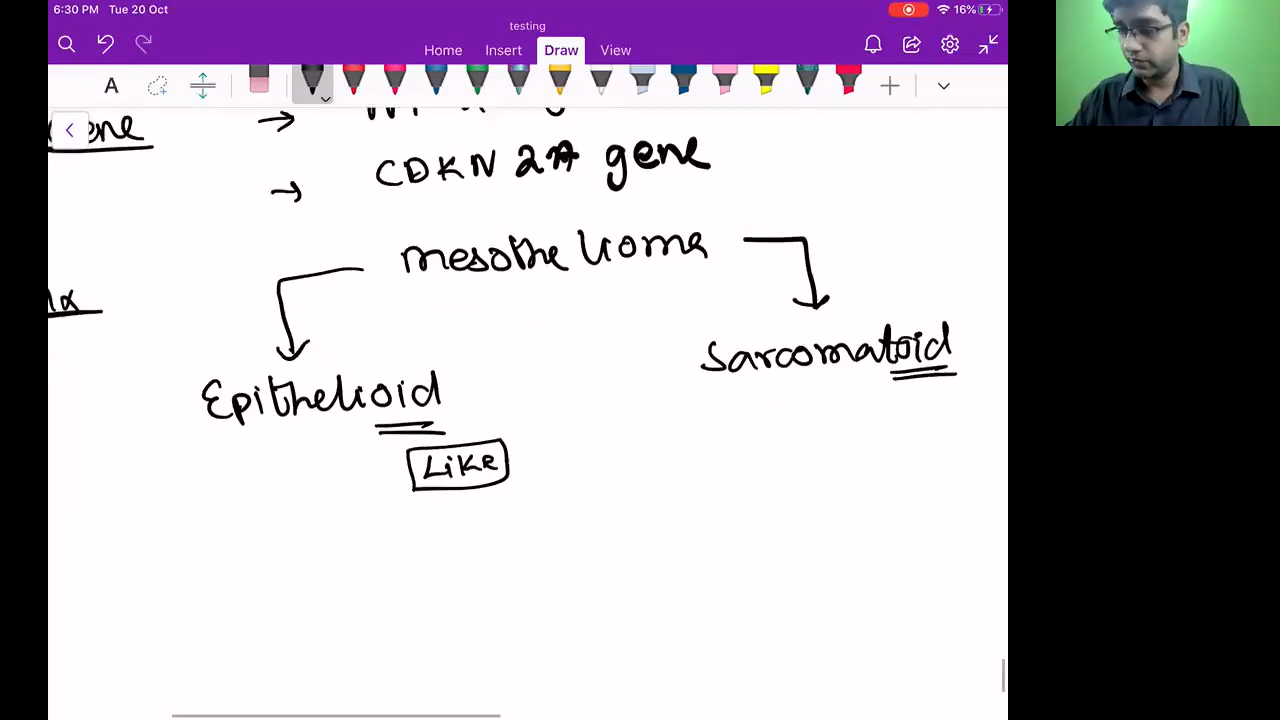 6:30 PM Tue 20 Oct
16%
testing
Home Insert Draw View
A
ene
CDKN 2A gene
mesothelioma
Sarcomatoid
Epithelioid
Like